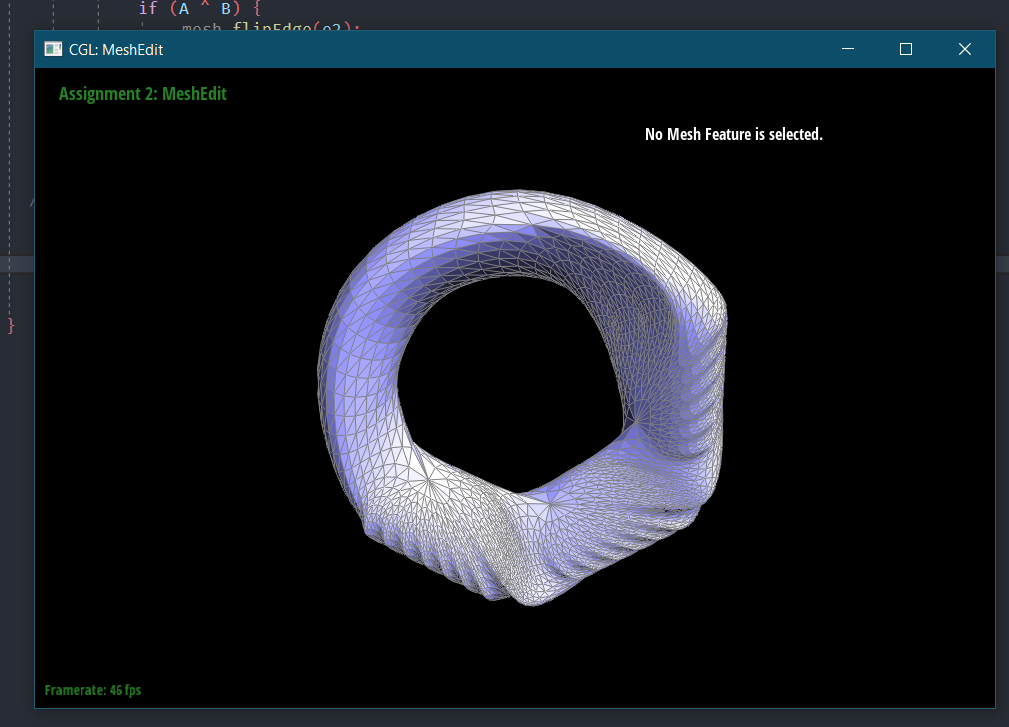 if (A ^ B) {
mesh.flipEdge(e2);
CGL: MeshEdit
Assignment 2: MeshEdit
No Mesh Feature is selected.
/
}
Framerate: 46 fps